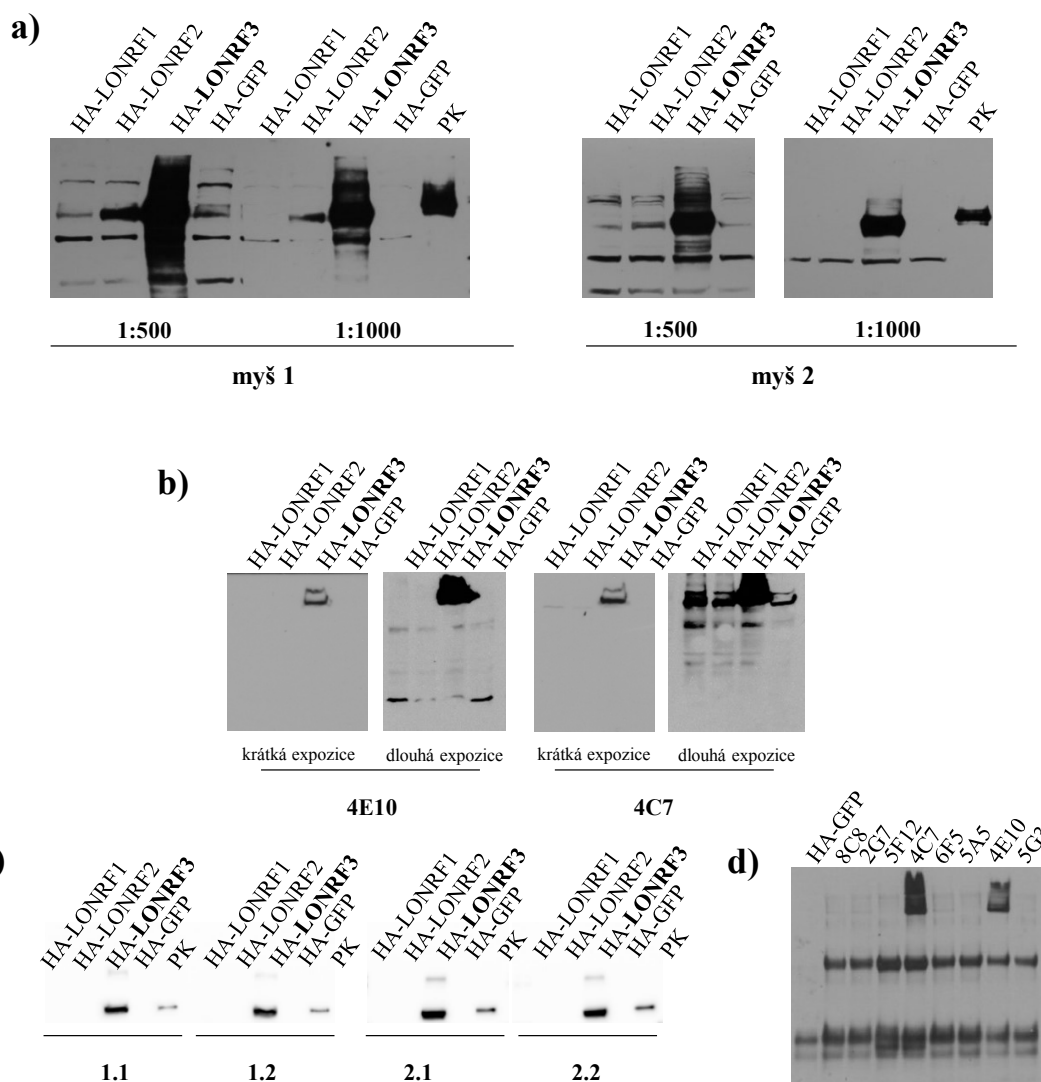 a)
HA-LONRF1
HA-LONRF2
HA-LONRF3
HA-GFP
HA-LONRF1
HA-LONRF2
HA-LONRF3
HA-GFP
PK
HA-LONRF1
HA-LONRF2
HA-LONRF3
HA-GFP
HA-LONRF1
HA-LONRF2
HA-LONRF3
HA-GFP
PK
1:500
1:1000
1:500
1:1000
myš 1
myš 2
b)
HA-LONRF1
HA-LONRF2
HA-LONRF3
HA-GFP
HA-LONRF1
HA-LONRF2
HA-LONRF3
HA-GFP
HA-LONRF1
HA-LONRF2
HA-LONRF3
HA-GFP
HA-LONRF1
HA-LONRF2
HA-LONRF3
HA-GFP
krátká expozice
dlouhá expozice
krátká expozice
dlouhá expozice
4E10
4C7
)
HA-LONRF1
HA-LONRF2
HA-LONRF3
HA-GFP
PK
HA-LONRF1
HA-LONRF2
HA-LONRF3
HA-GFP
PK
HA-LONRF1
HA-LONRF2
HA-LONRF3
HA-GFP
PK
HA-LONRF1
HA-LONRF2
HA-LONRF3
HA-GFP
PK
1.1
1.2
2.1
2.2
d)
HA-GFP
8C8
2G7
5F12
4C7
6F5
5A5
4E10